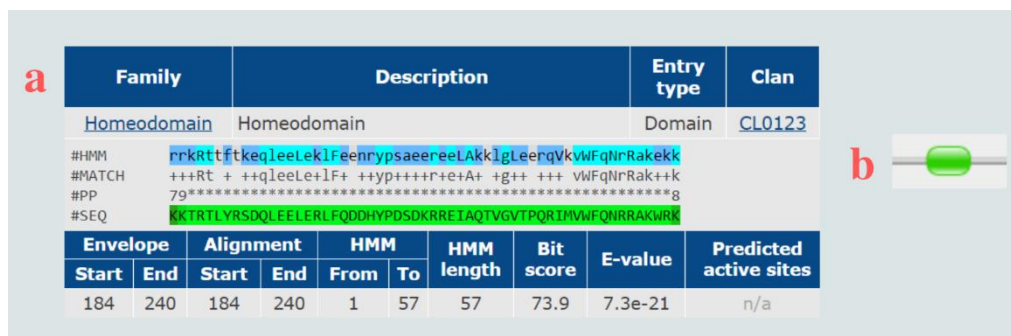 a
Family Description Entry type Clan
Homeodomain Homeodomain Domain CL0123
#HMM rrkRttftkeqleeLeklFeenrypsaeereeLAkklgLeerqVkvWFqNrRakekk
#MATCH +++Rt + ++qleeLe+lF+ ++yp++++r+e+A+ +g++ +++ vWFqNrRak++k
#PP 79******************************************************8
#SEQ KKTRTLYRSDQLEELERLFQDDHYPDSDKRREIAQTVGVTPQRIMVWFQNRRAKWRK
b
Envelope Alignment HMM HMM length Bit score E-value Predicted active sites
Start End Start End From To
184 240 184 240 1 57 57 73.9 7.3e-21 n/a